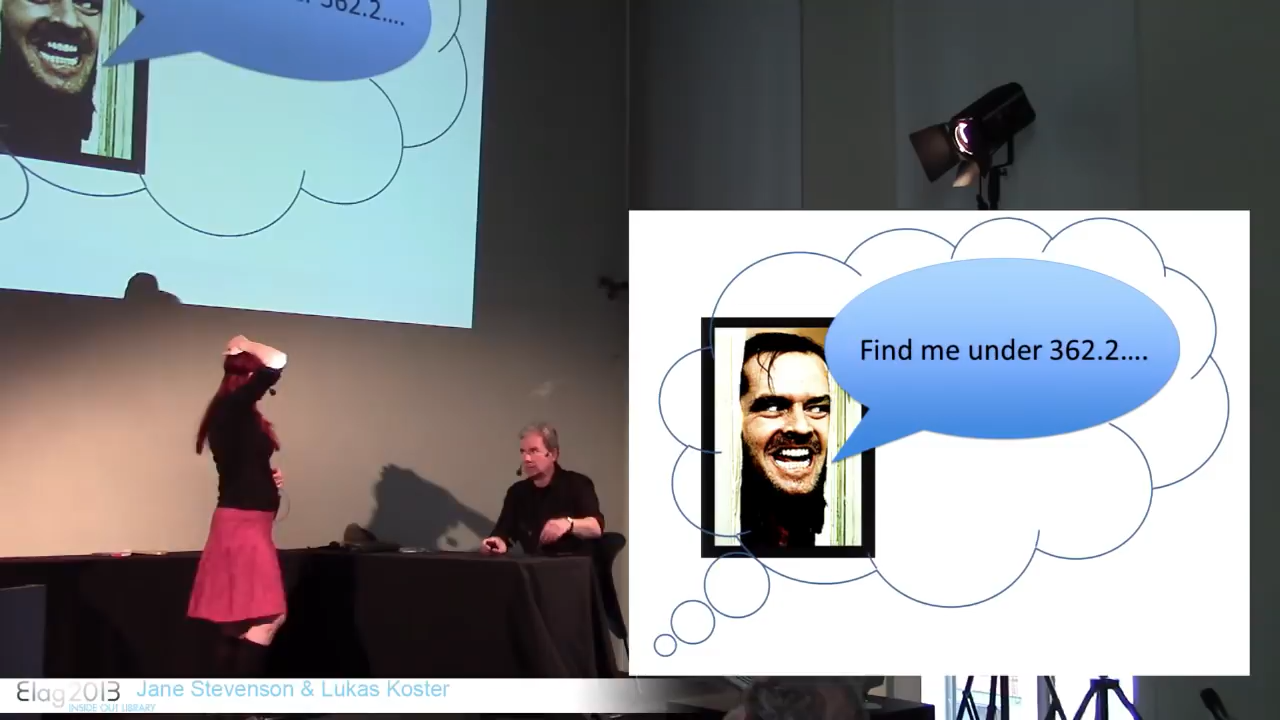 362.2....
Find me under 362.2....
Elag2013
INSIDE OUT LIBRARY
Jane Stevenson & Lukas Koster